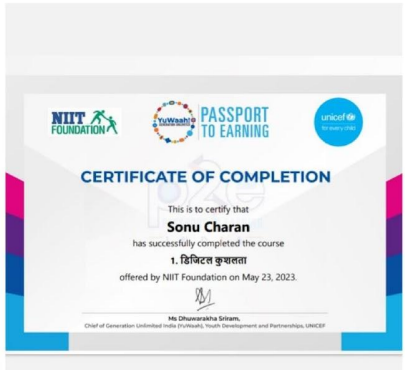 NIIT
FOUNDATION
YuWaah!
PASSPORT
TO EARNING
unicef
for every child
CERTIFICATE OF COMPLETION
p2e
This is to certify that
Sonu Charan
has successfully completed the course
1. डिजिटल कुशलता
offered by NIIT Foundation on May 23, 2023.
Ms Dhuwarakha Sriram,
Chief of Generation Unlimited India (YuWaah), Youth Development and Partnerships, UNICEF